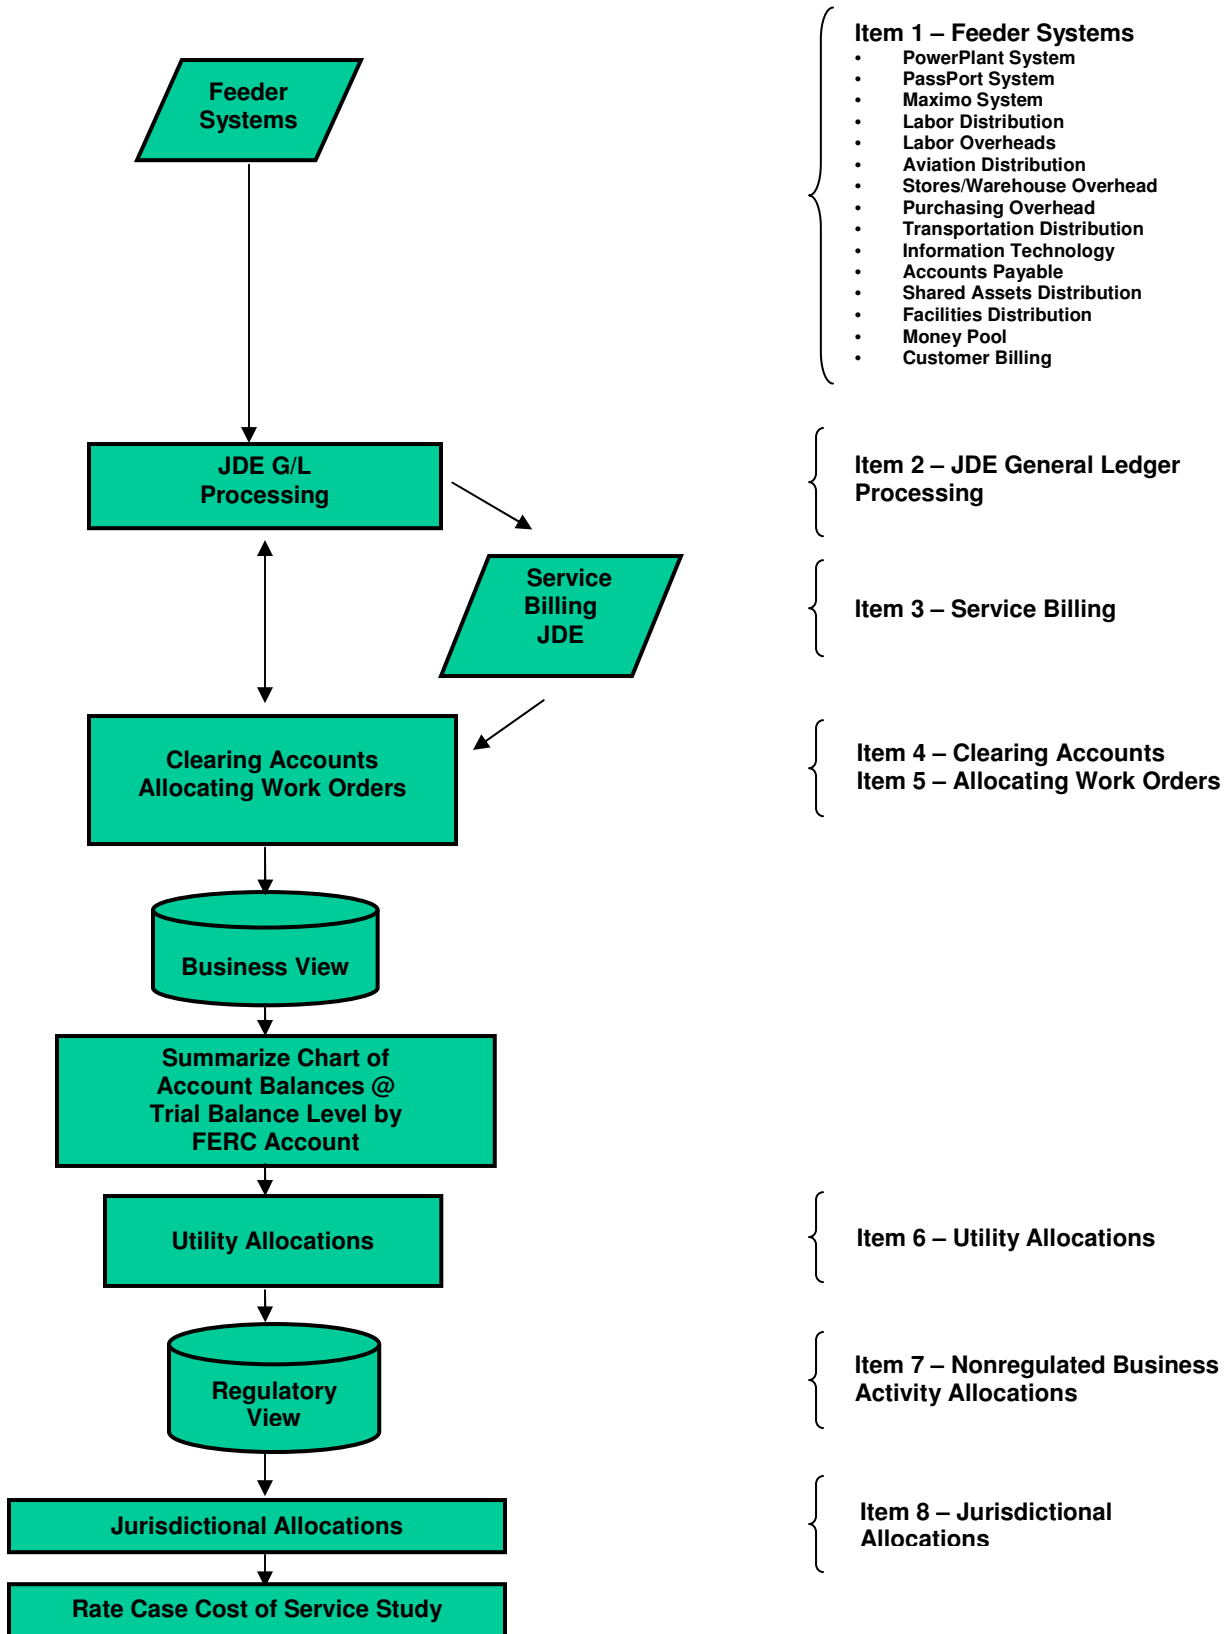 Feeder
Systems
Item 1 – Feeder Systems
• PowerPlant System
• PassPort System
• Maximo System
• Labor Distribution
• Labor Overheads
• Aviation Distribution
• Stores/Warehouse Overhead
• Purchasing Overhead
• Transportation Distribution
• Information Technology
• Accounts Payable
• Shared Assets Distribution
• Facilities Distribution
• Money Pool
• Customer Billing
JDE G/L
Processing
Item 2 – JDE General Ledger
Processing
Service
Billing
JDE
Item 3 – Service Billing
Clearing Accounts
Allocating Work Orders
Item 4 – Clearing Accounts
Item 5 – Allocating Work Orders
Business View
Summarize Chart of
Account Balances @
Trial Balance Level by
FERC Account
Utility Allocations
Item 6 – Utility Allocations
Regulatory
View
Item 7 – Nonregulated Business
Activity Allocations
Jurisdictional Allocations
Item 8 – Jurisdictional
Allocations
Rate Case Cost of Service Study